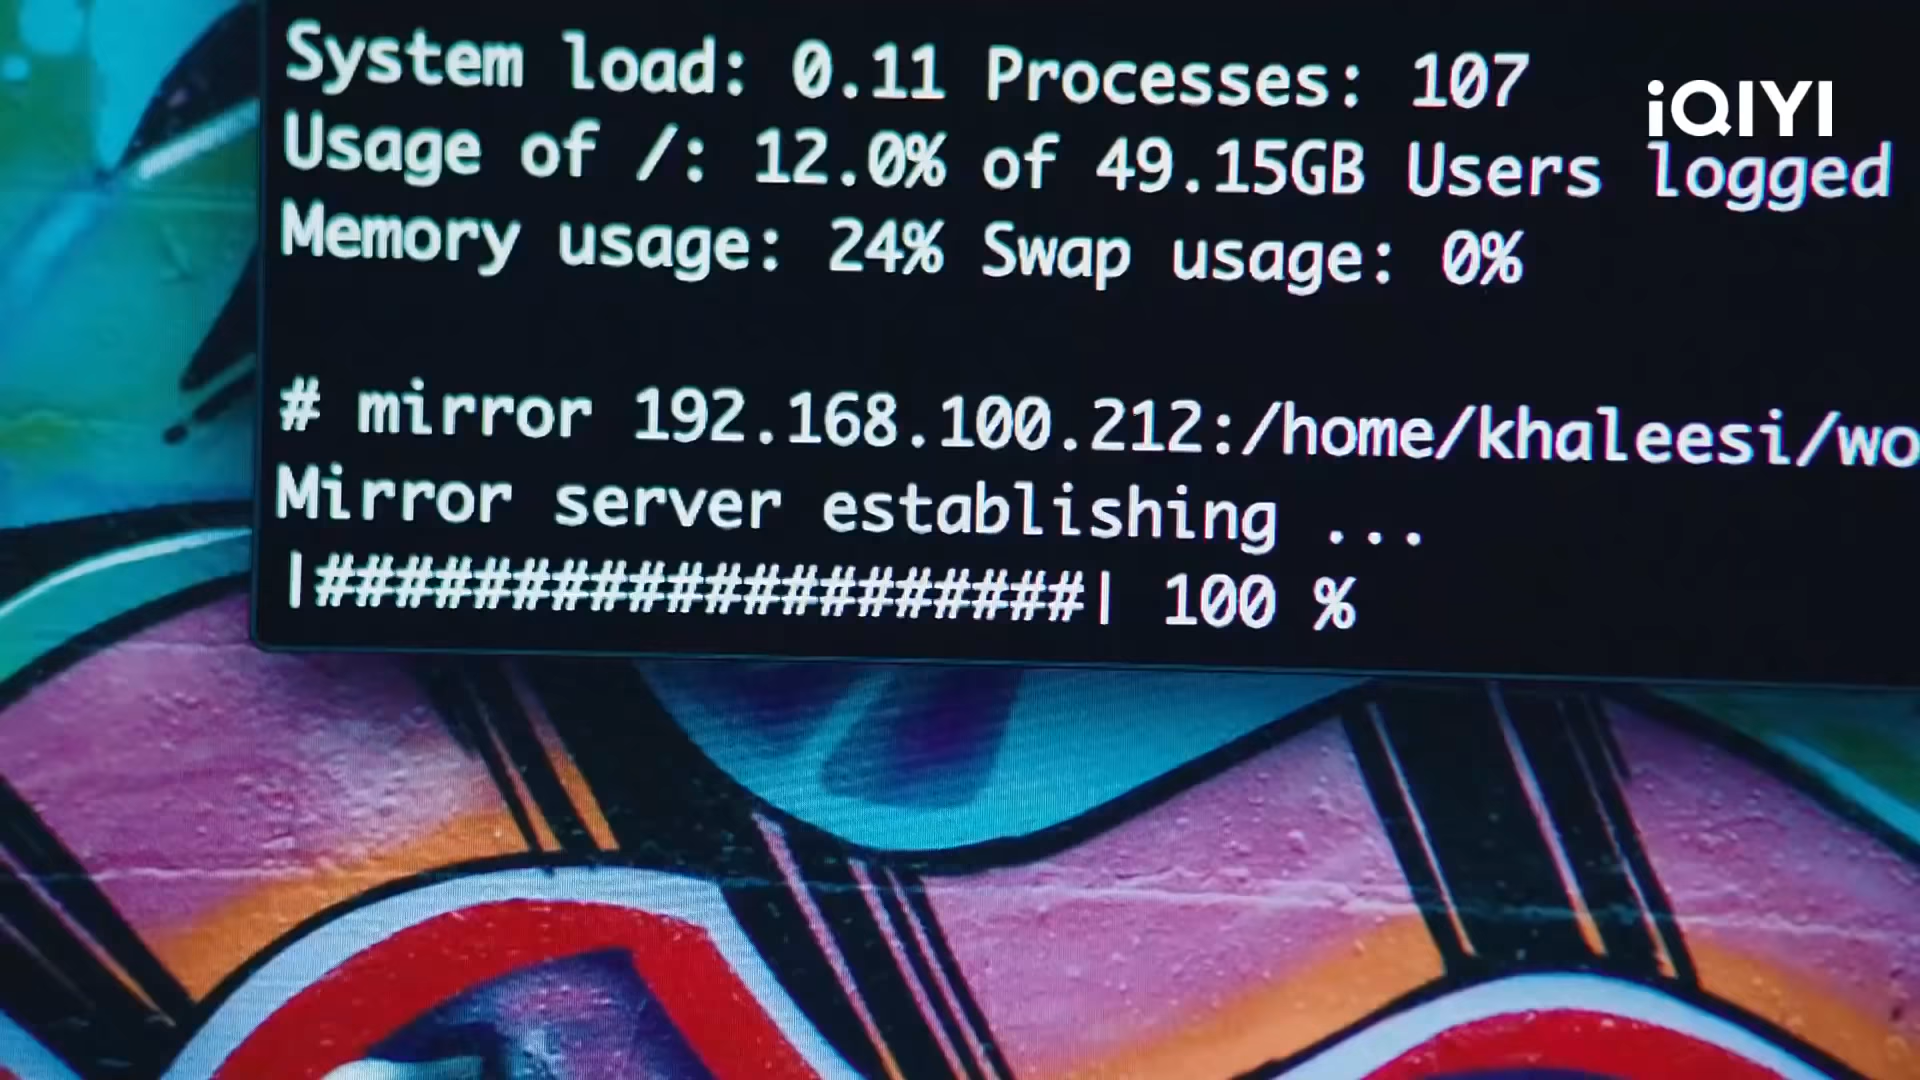 System load: 0.11 Processes: 107
iQIYI
Usage of /: 12.0% of 49.15GB Users logged
Memory usage: 24% Swap usage: 0%
# mirror 192.168.100.212:/home/khaleesi/wo
Mirror server establishing ...
|####################| 100 %